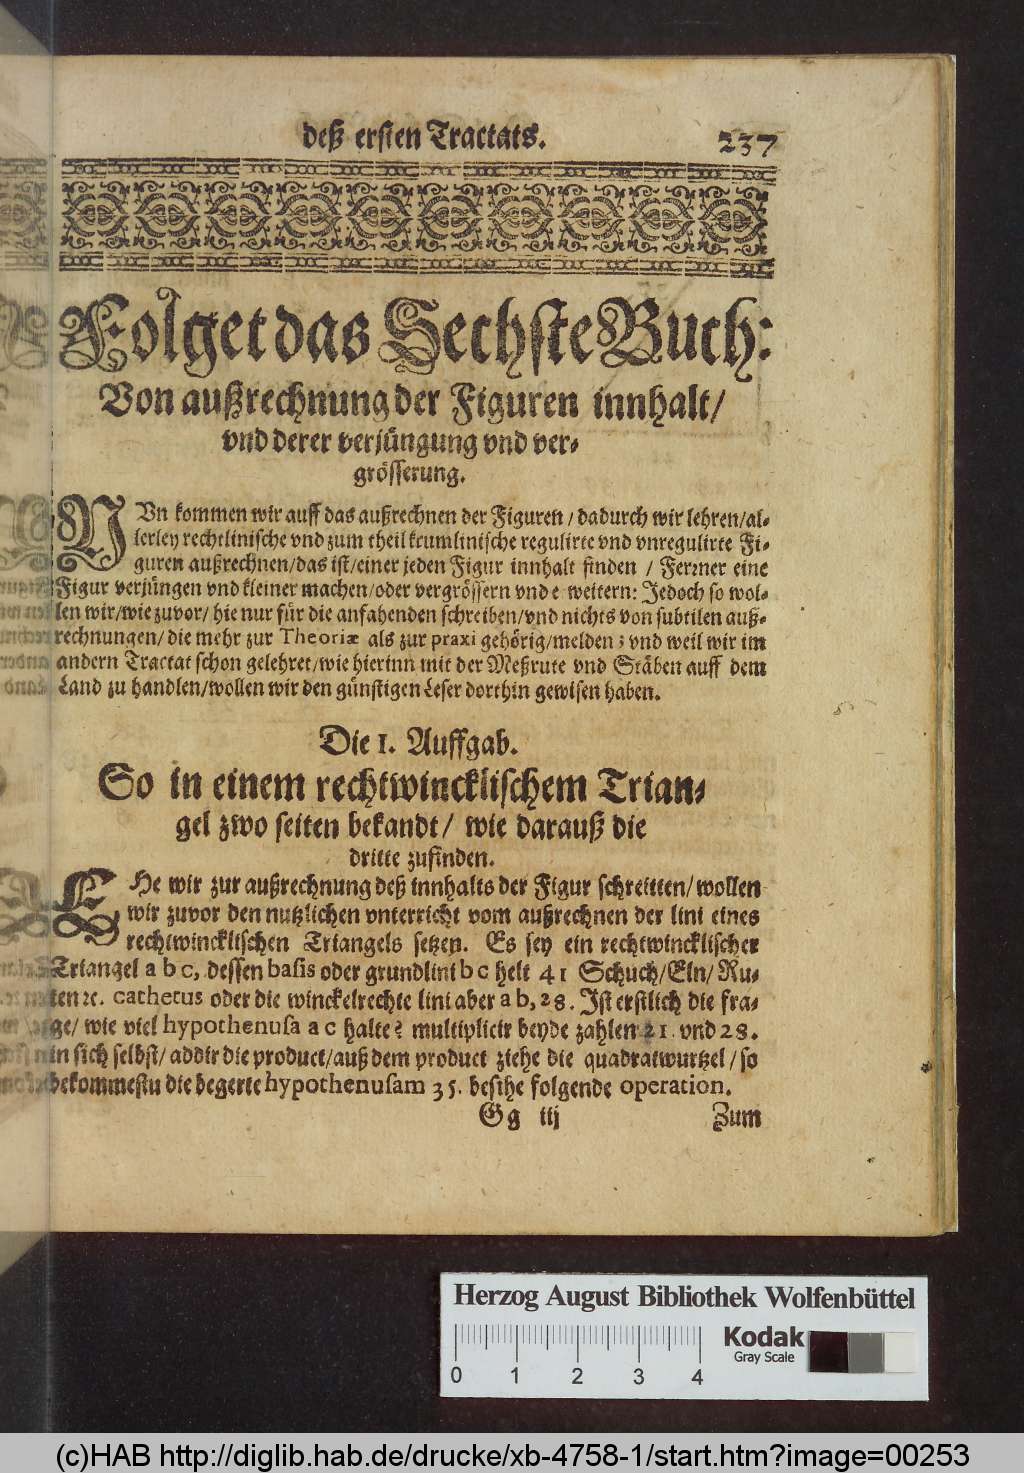 deß ersten Tractats. 237
Folget das Sechste Buch:
Von außrechnung der Figuren innhalt/
vnd derer verjüngung vnd ver-
grösserung.
NVn kommen wir auff das außrechnen der Figuren / dadurch wir lehren/al-
lerley rechtlinische vnd zum theil krumlinische regulirte vnd vnregulirte Fi-
guren außrechnen/das ist/einer jeden Figur innhalt finden / Ferrner eine
Figur verjüngen vnd kleiner machen/oder vergrössern vnd e weitern: Jedoch so wol-
len wir/wie zuvor/ hie nur für die anfahenden schreiben/vnd nichts von subtilen auß-
rechnungen/ die mehr zur Theoriæ als zur praxi gehörig/melden; vnd weil wir im
andern Tractat schon gelehret/wie hierinn mit der Meßrute vnd Stäben auff dem
Land zu handlen/wollen wir den günstigen Leser dorthin gewisen haben.
Die 1. Auffgab.
So in einem rechtwincklischem Trian-
gel zwo seiten bekandt/ wie darauß die
dritte zufinden.
EHe wir zur außrechnung deß innhalts der Figur schreitten/wollen
wir zuvor den nutzlichen vnterricht vom außrechnen der lini eines
rechtwincklischen Triangels setzen. Es sey ein rechtwincklischer
Triangel a b c, dessen basis oder grundlini b c helt 41 Schuch/Eln/Ru-
ten ꝛc. cathetus oder die winckelrechte lini aber a b, 28. Ist erstlich die fra-
ge/ wie viel hypothenusa a c halte? multiplicir beyde zahlen 21. vnd 28.
in sich selbst/ addir die product/auß dem product ziehe die quadratwurtzel/so
bekommestu die begerte hypothenusam 35. besihe folgende operation.
Gg iij Zum
Herzog August Bibliothek Wolfenbüttel
Kodak
Gray Scale
0 1 2 3 4
(c)HAB http://diglib.hab.de/drucke/xb-4758-1/start.htm?image=00253